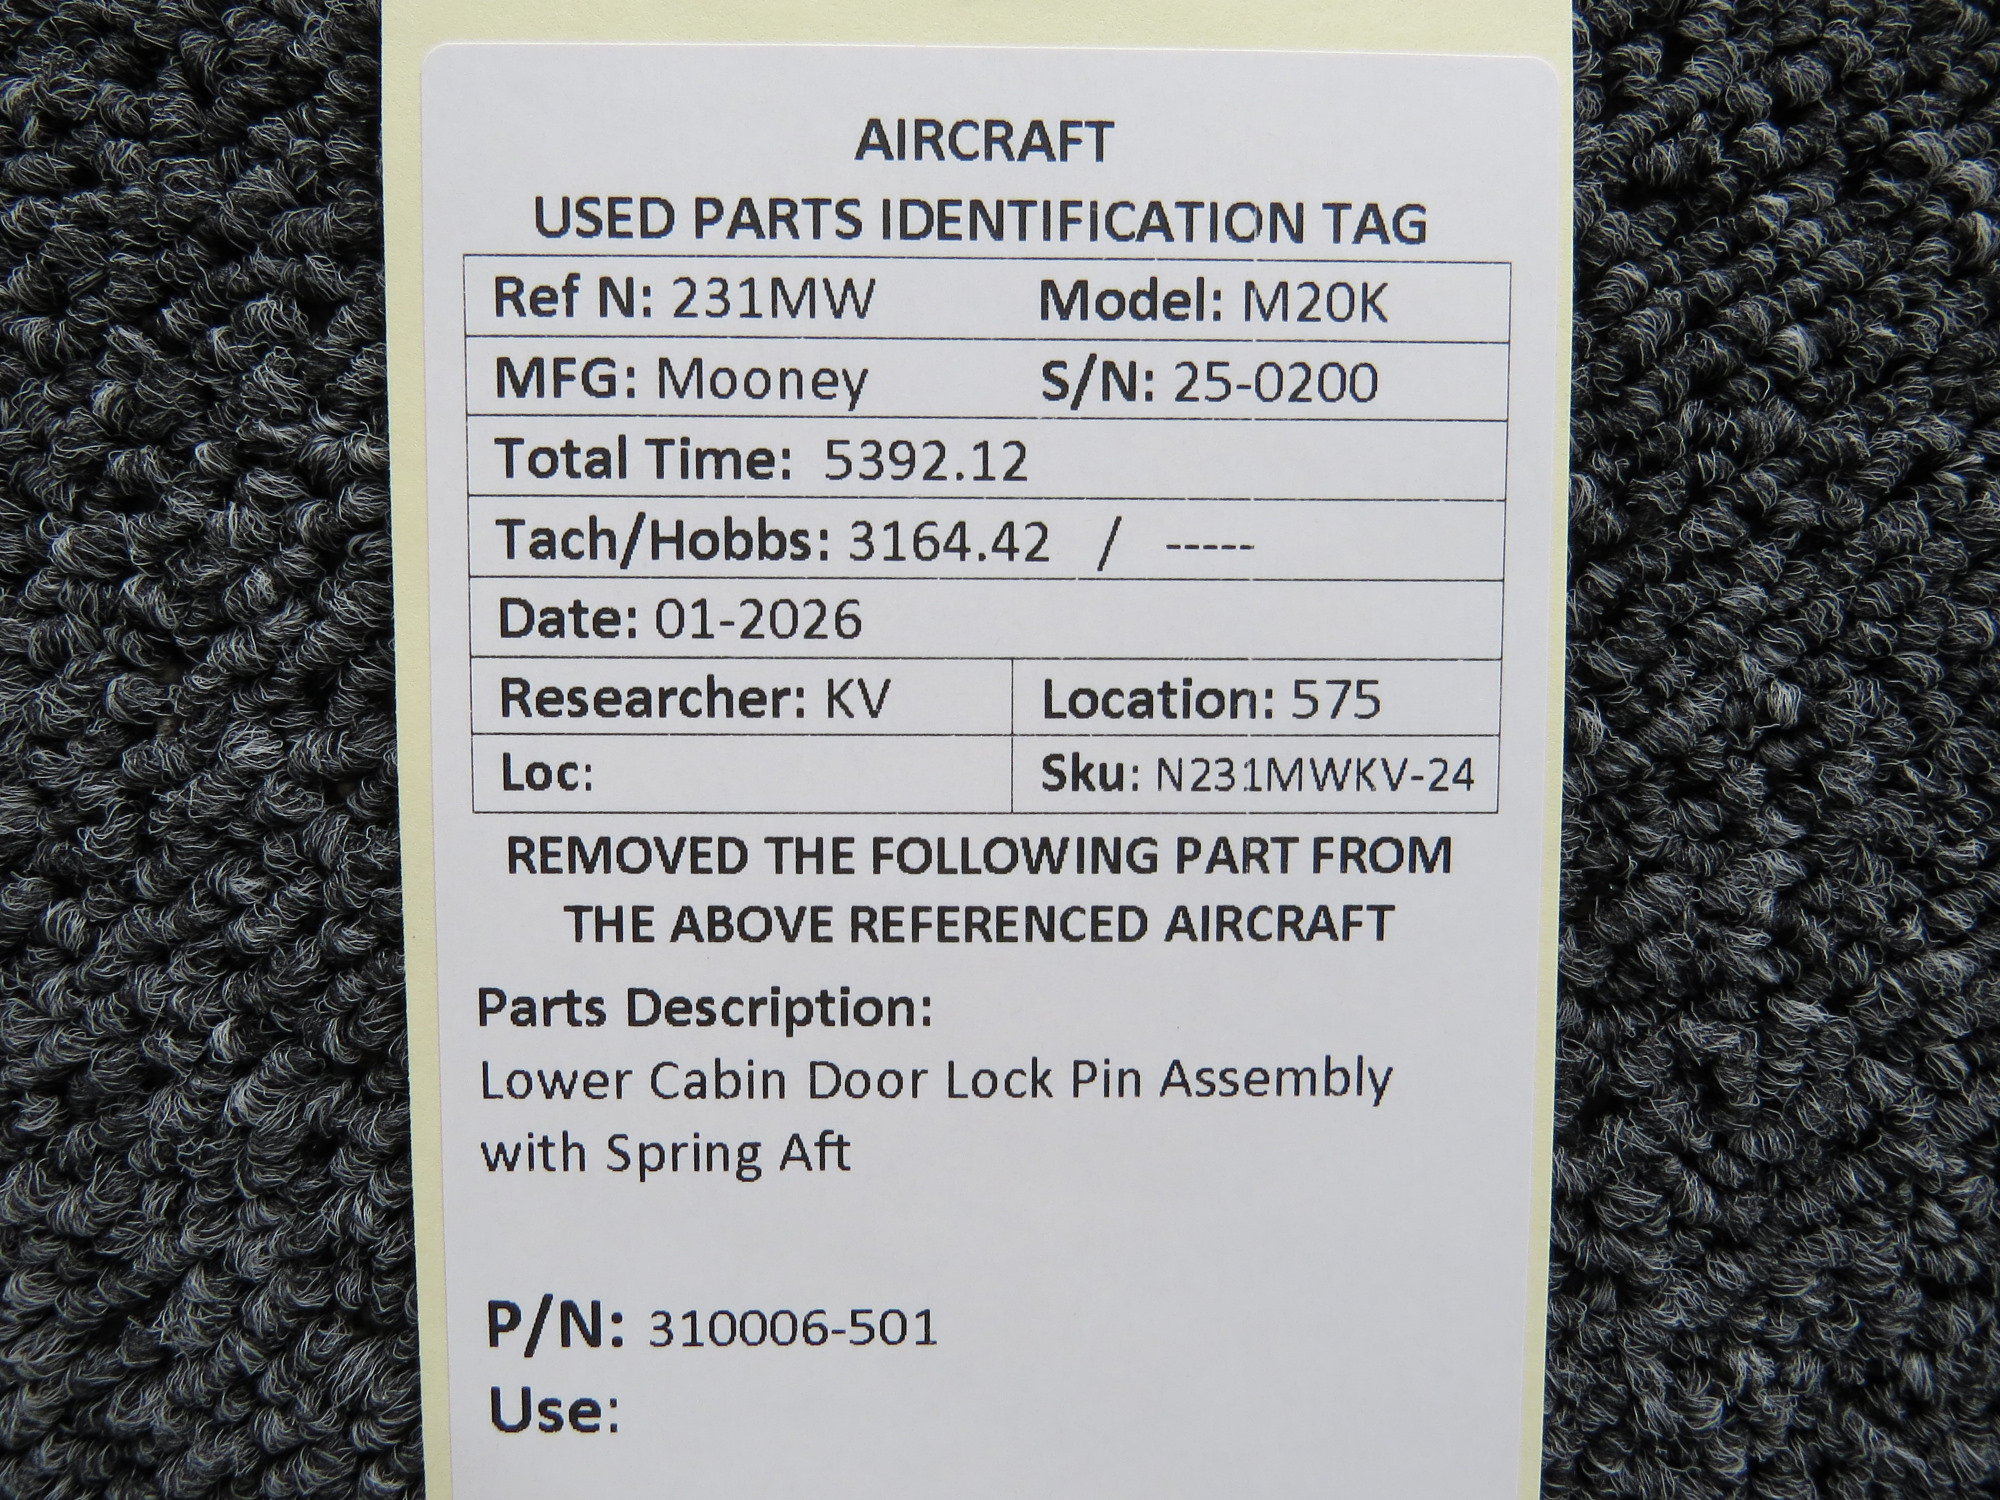 AIRCRAFT
USED PARTS IDENTIFICATION TAG
Ref N: 231MW Model: M20K
MFG: Mooney S/N: 25-0200
Total Time: 5392.12
Tach/Hobbs: 3164.42 / -----
Date: 01-2026
Researcher: KV Location: 575
Loc: Sku: N231MWKV-24
REMOVED THE FOLLOWING PART FROM
THE ABOVE REFERENCED AIRCRAFT
Parts Description:
Lower Cabin Door Lock Pin Assembly
with Spring Aft
P/N: 310006-501
Use: